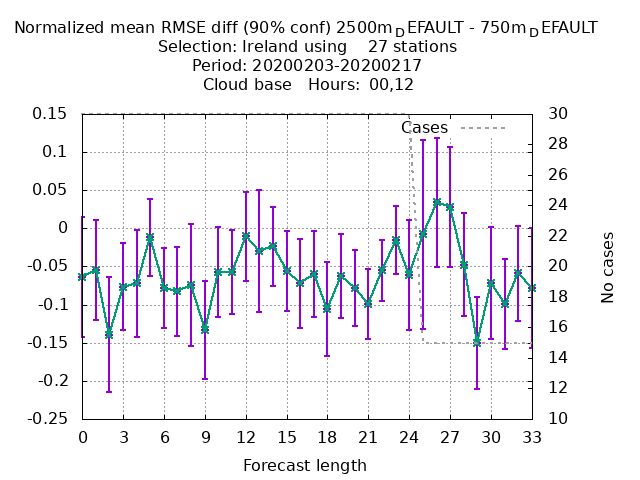 Normalized mean RMSE diff (90% conf) 2500m_DEFAULT - 750m_DEFAULT
Selection: Ireland using 27 stations
Period: 20200203-20200217
Cloud base Hours: 00,12
Cases
0.15
0.1
0.05
0
-0.05
-0.1
-0.15
-0.2
-0.25
30
28
26
24
22
20
18
16
14
12
10
No cases
0 3 6 9 12 15 18 21 24 27 30 33
Forecast length